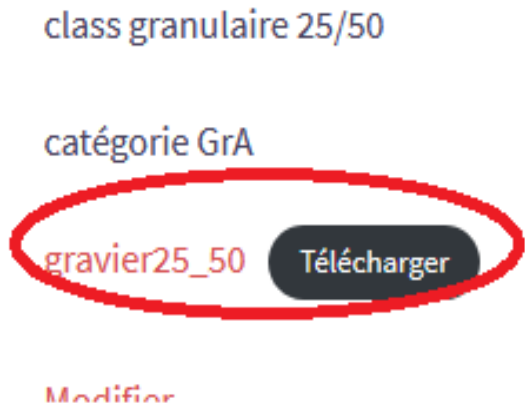 class granulaire 25/50
catégorie GrA
gravier25_50 Télécharger
Modifier